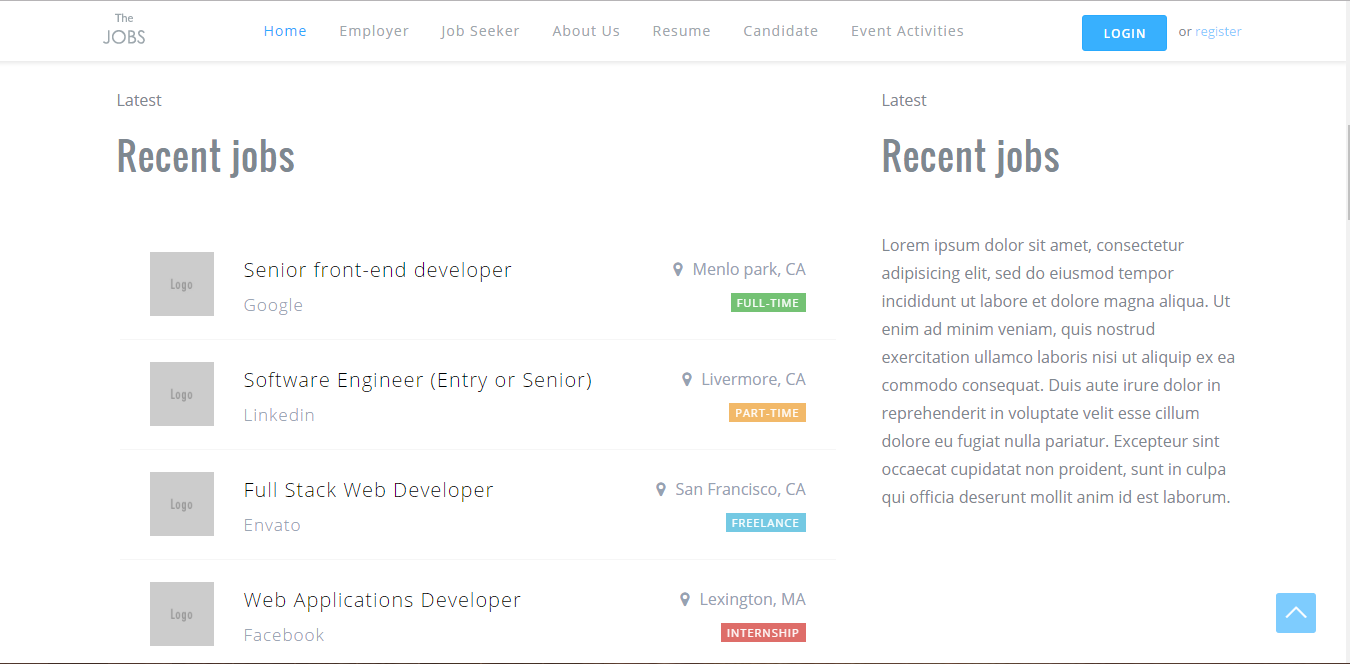 The
JOBS
Home Employer Job Seeker About Us Resume Candidate Event Activities
LOGIN or register
Latest
Recent jobs
Logo
Senior front-end developer
Google
Menlo park, CA
FULL-TIME
Logo
Software Engineer (Entry or Senior)
Linkedin
Livermore, CA
PART-TIME
Logo
Full Stack Web Developer
Envato
San Francisco, CA
FREELANCE
Logo
Web Applications Developer
Facebook
Lexington, MA
INTERNSHIP
Latest
Recent jobs
Lorem ipsum dolor sit amet, consectetur
adipisicing elit, sed do eiusmod tempor
incididunt ut labore et dolore magna aliqua. Ut
enim ad minim veniam, quis nostrud
exercitation ullamco laboris nisi ut aliquip ex ea
commodo consequat. Duis aute irure dolor in
reprehenderit in voluptate velit esse cillum
dolore eu fugiat nulla pariatur. Excepteur sint
occaecat cupidatat non proident, sunt in culpa
qui officia deserunt mollit anim id est laborum.